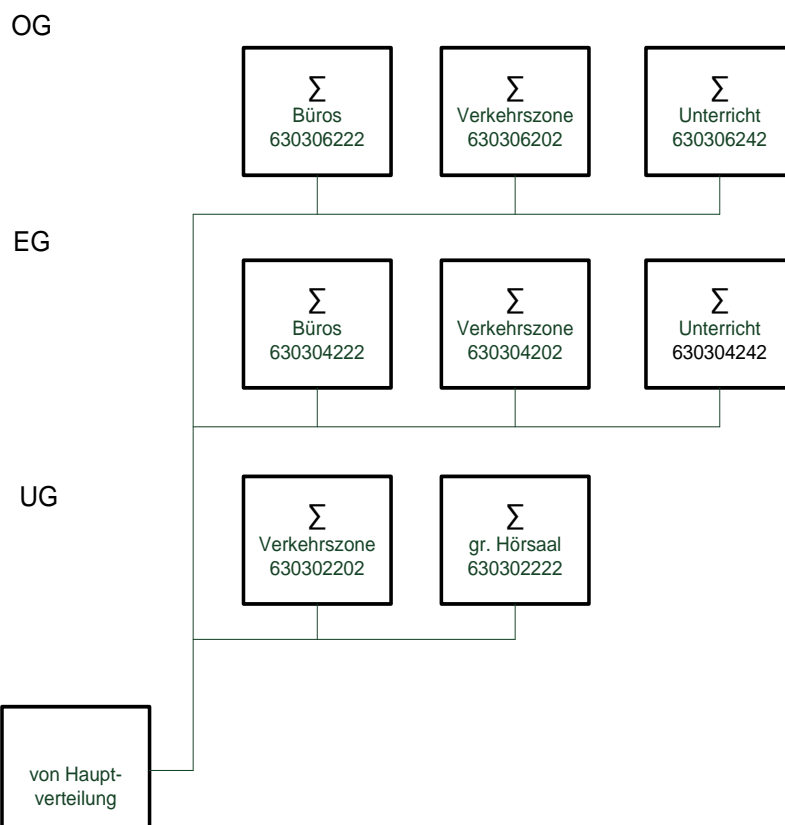 OG
Σ
Büros
630306222
Σ
Verkehrszone
630306202
Σ
Unterricht
630306242
EG
Σ
Büros
630304222
Σ
Verkehrszone
630304202
Σ
Unterricht
630304242
UG
Σ
Verkehrszone
630302202
Σ
gr. Hörsaal
630302222
von Haupt-
verteilung